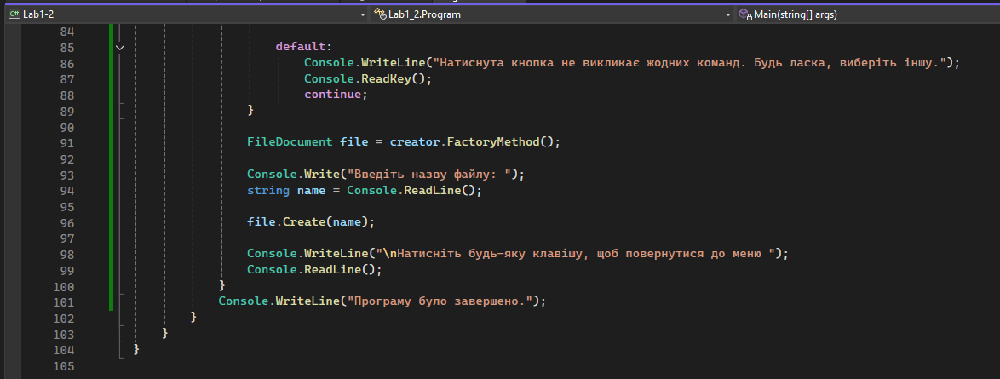 Lab1-2 Lab1_2.Program Main(string[] args)
84
85 default:
86 Console.WriteLine("Натиснута кнопка не викликає жодних команд. Будь ласка, виберіть іншу.");
87 Console.ReadKey();
88 continue;
89 }
90
91 FileDocument file = creator.FactoryMethod();
92
93 Console.Write("Введіть назву файлу: ");
94 string name = Console.ReadLine();
95
96 file.Create(name);
97
98 Console.WriteLine("\nНатисніть будь-яку клавішу, щоб повернутися до меню ");
99 Console.ReadLine();
100 }
101 Console.WriteLine("Програму було завершено.");
102 }
103 }
104 }
105